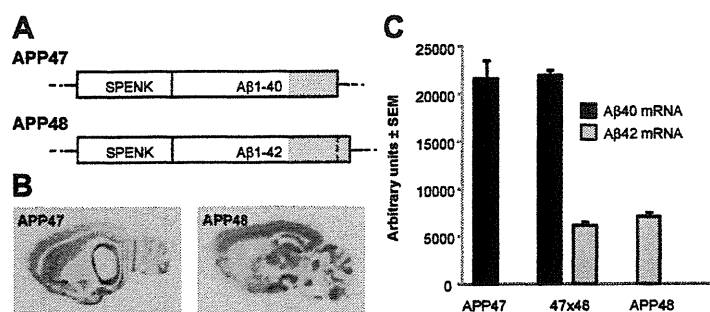 A
APP47
SPENK Aβ1-40
APP48
SPENK Aβ1-42
B
APP47
APP48
C
Arbitrary units ± SEM
25000
20000
15000
10000
5000
0
Aβ40 mRNA
Aβ42 mRNA
APP47 47x48 APP48